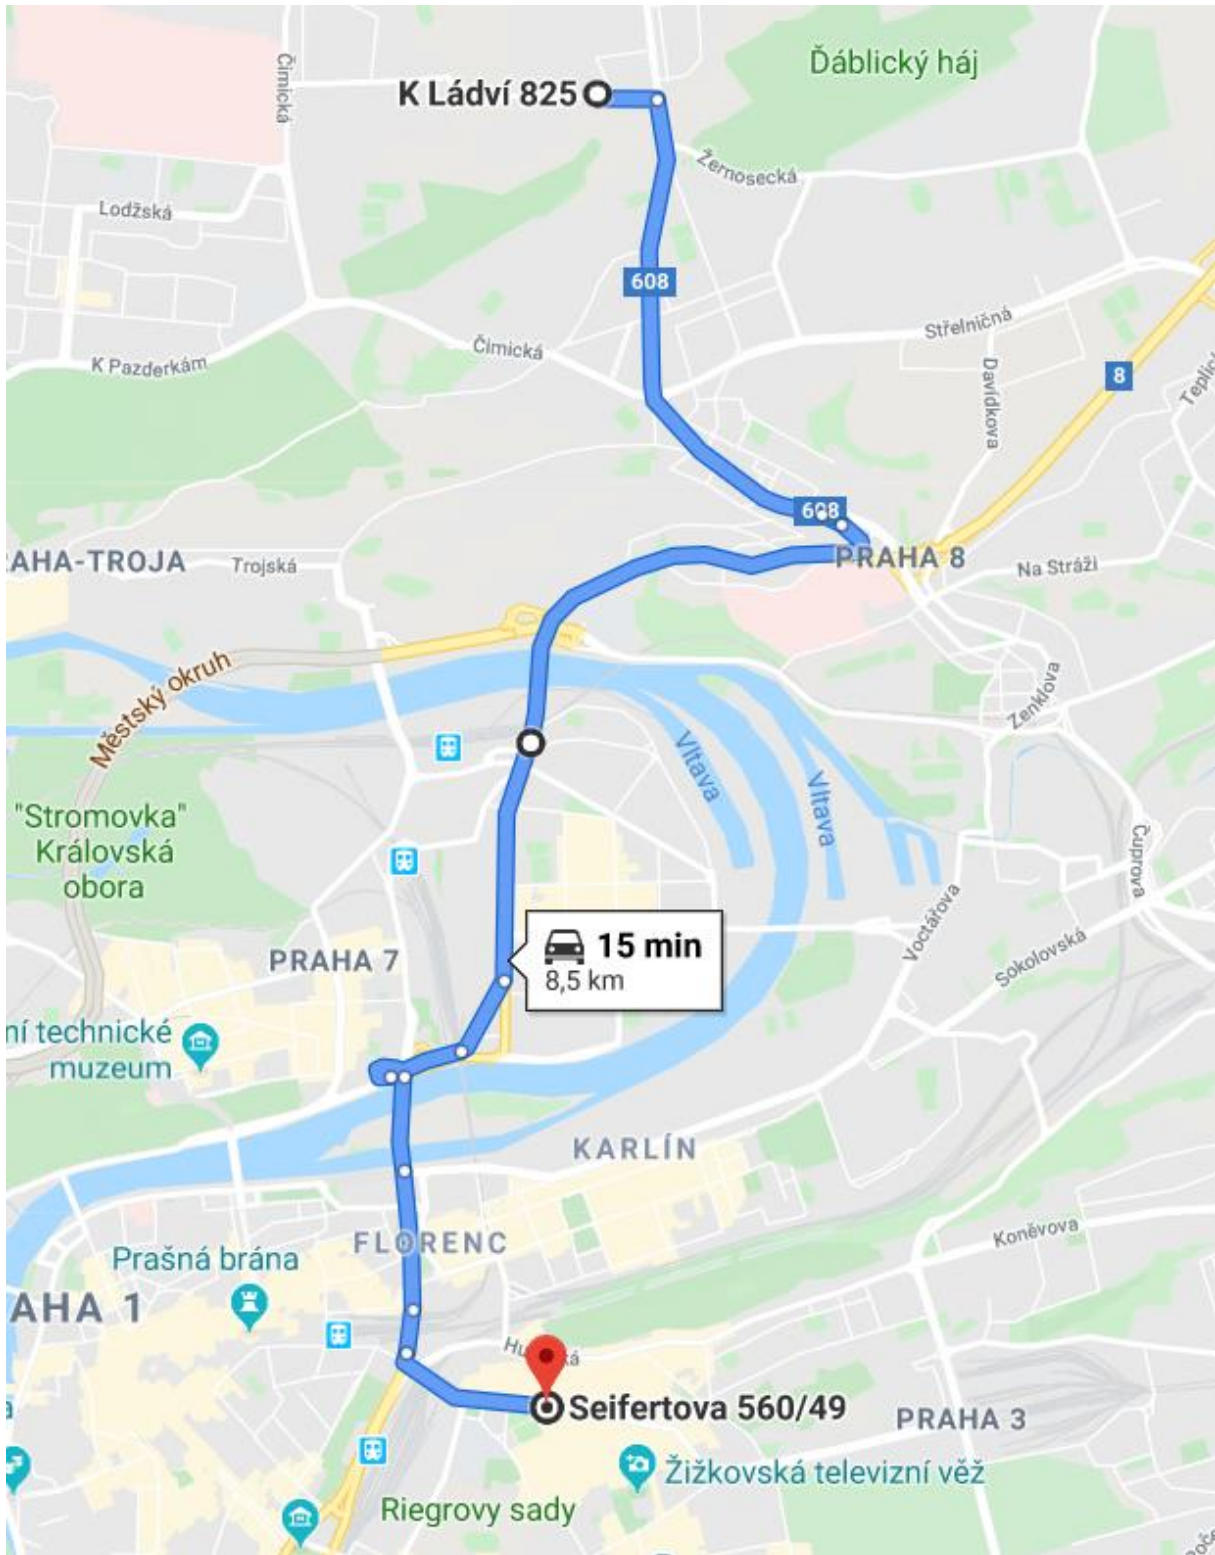 Ďáblický háj
Čimická
K Ládví 825
Žernosecká
Lodžská
608
Střelničná
Čimická
K Pazderkám
8
Davídkova
608
PRAHA 8
AHA-TROJA
Trojská
Na Stráži
Městský okruh
Zenklova
Vltava
Vltava
"Stromovka"
Královská
obora
Čuprova
Voctářova
Sokolovská
15 min
8,5 km
PRAHA 7
ní technické
muzeum
KARLÍN
FLORENC
Koněvova
Prašná brána
AHA 1
Seifertova 560/49
PRAHA 3
Žižkovská televizní věž
Riegrovy sady